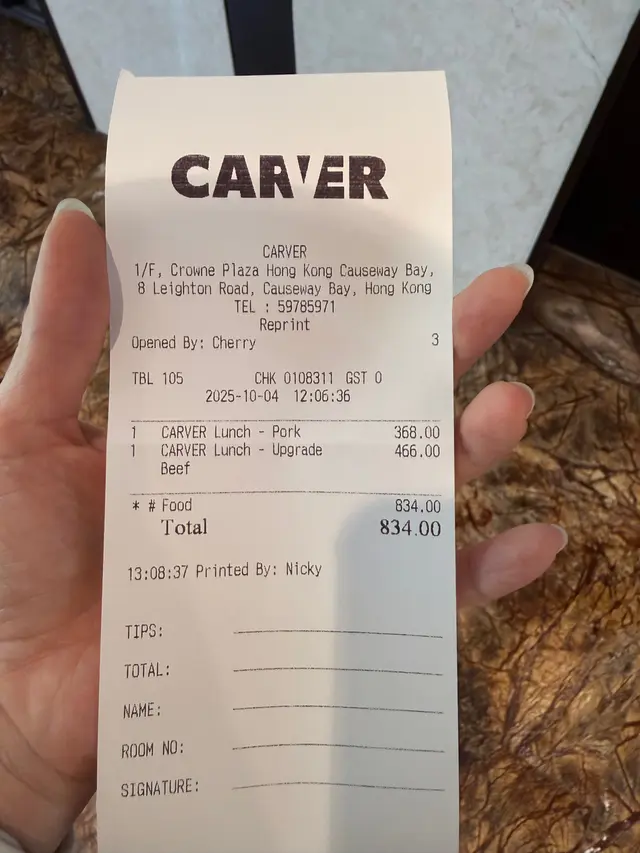 CARVER
CARVER
1/F, Crowne Plaza Hong Kong Causeway Bay,
8 Leighton Road, Causeway Bay, Hong Kong
TEL : 59785971
Reprint
Opened By: Cherry 3
TBL 105 CHK 0108311 GST 0
2025-10-04 12:06:36
1 CARVER Lunch - Pork 368.00
1 CARVER Lunch - Upgrade 466.00
Beef
* # Food 834.00
Total 834.00
13:08:37 Printed By: Nicky
TIPS:
TOTAL:
NAME:
ROOM NO:
SIGNATURE: